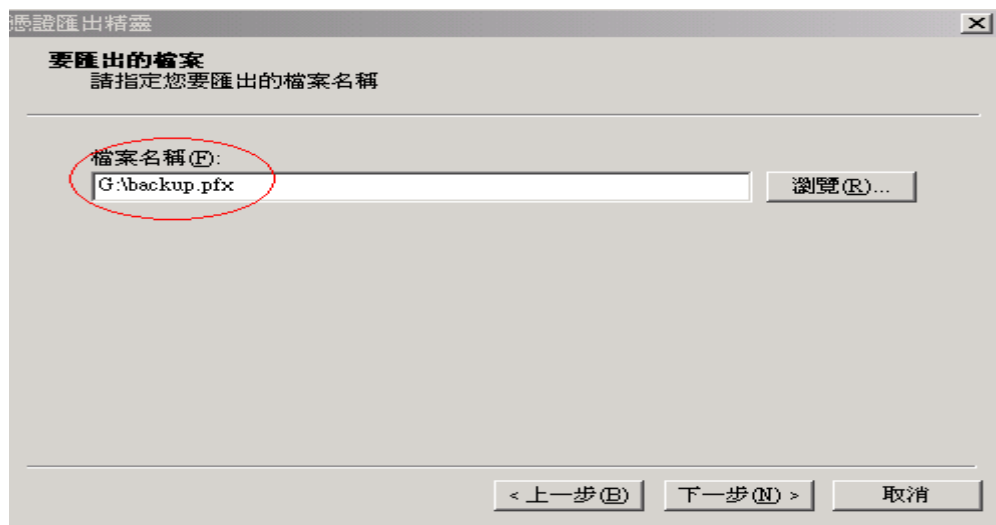 憑證匯出精靈
要匯出的檔案
請指定您要匯出的檔案名稱
檔案名稱(F):
G:\backup.pfx
瀏覽(R)...
< 上一步(B) 下一步(N) > 取消